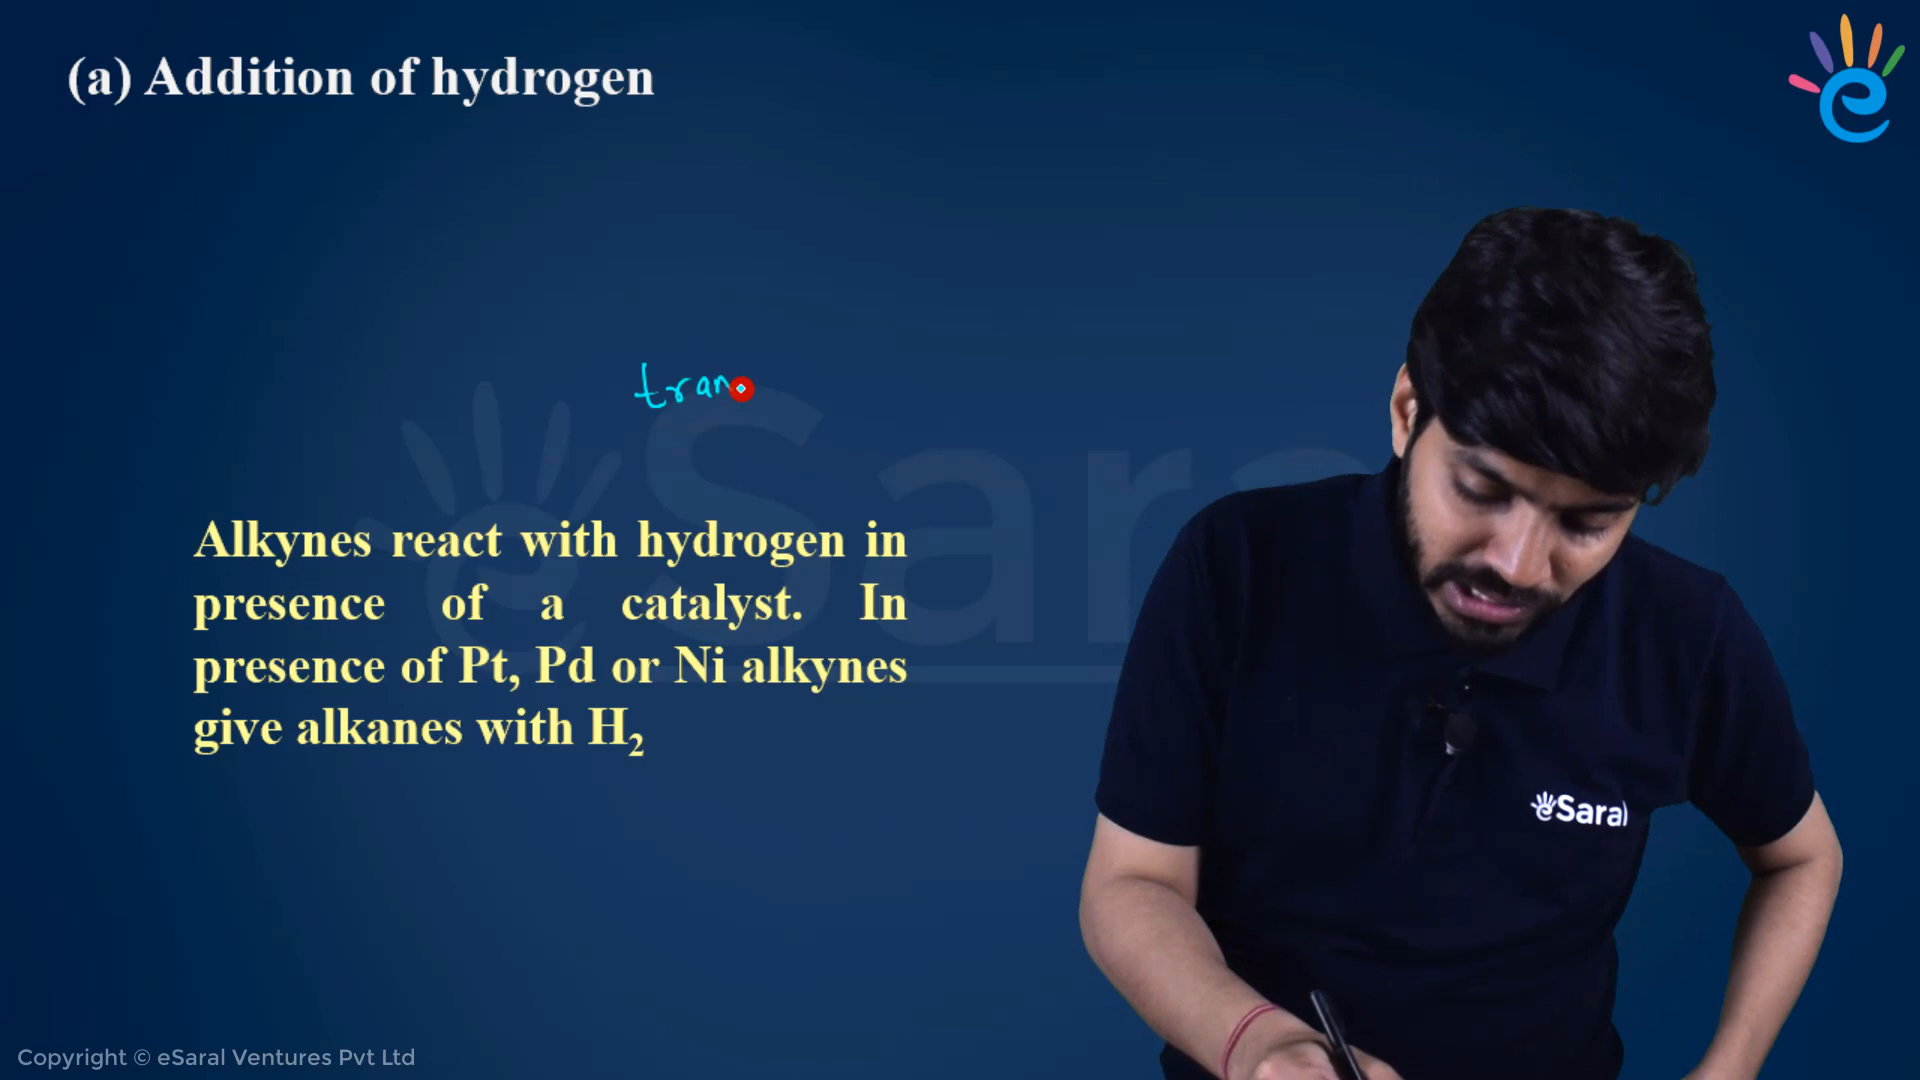 (a) Addition of hydrogen
tran
Alkynes react with hydrogen in
presence of a catalyst. In
presence of Pt, Pd or Ni alkynes
give alkanes with H₂
eSaral
eSaral
Copyright © eSaral Ventures Pvt Ltd